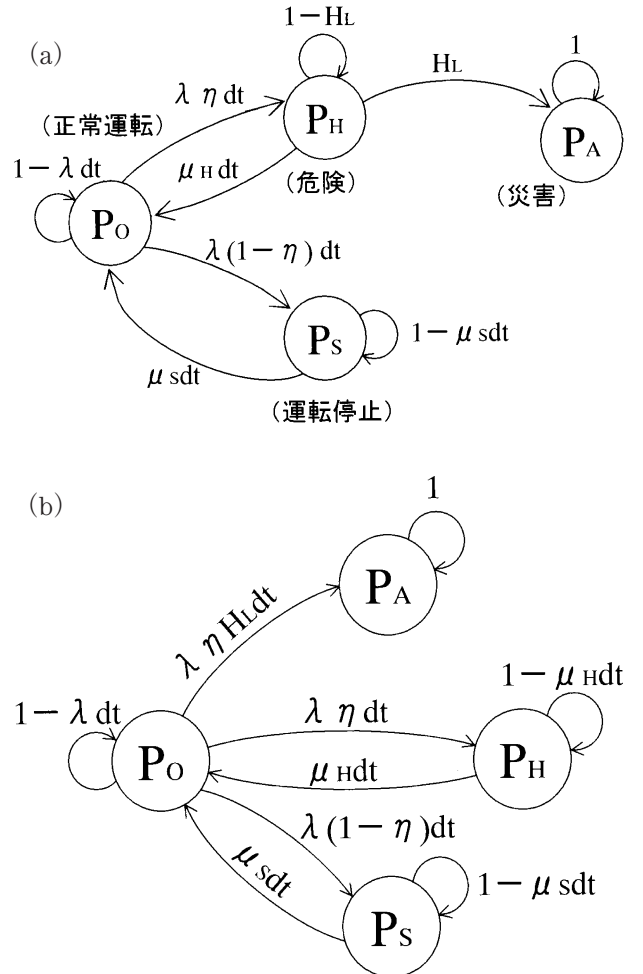 (a)
1－HL
1
HL
λ η dt
(正常運転)
PH
PA
1－λ dt
μH dt
(危険)
(災害)
PO
λ(1－η) dt
PS
1－μ sdt
μ sdt
(運転停止)
(b)
1
PA
λ η HLdt
1－μ Hdt
1－λ dt
λ η dt
PO
PH
μ Hdt
λ(1－η)dt
μ sdt
1－μ sdt
PS